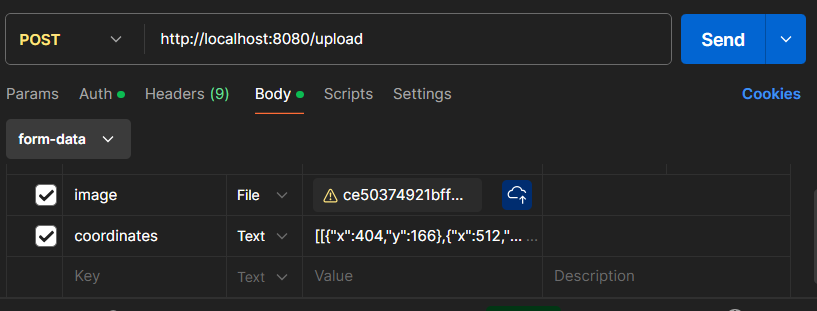 POST http://localhost:8080/upload Send
Params Auth Headers (9) Body Scripts Settings Cookies
form-data
image File ce50374921bff...
coordinates Text [[{"x":404,"y":166},{"x":512,"... ...
Key Text Value Description